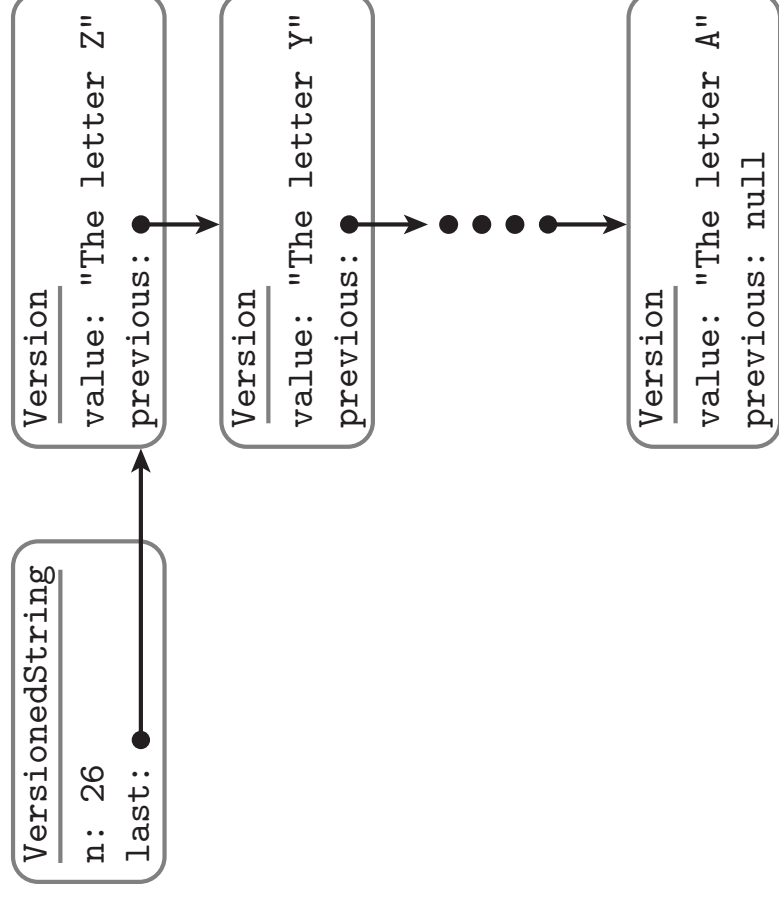 VersionedString
n: 26
last:
Version
value: "The letter Z"
previous:
Version
value: "The letter Y"
previous:
Version
value: "The letter A"
previous: null